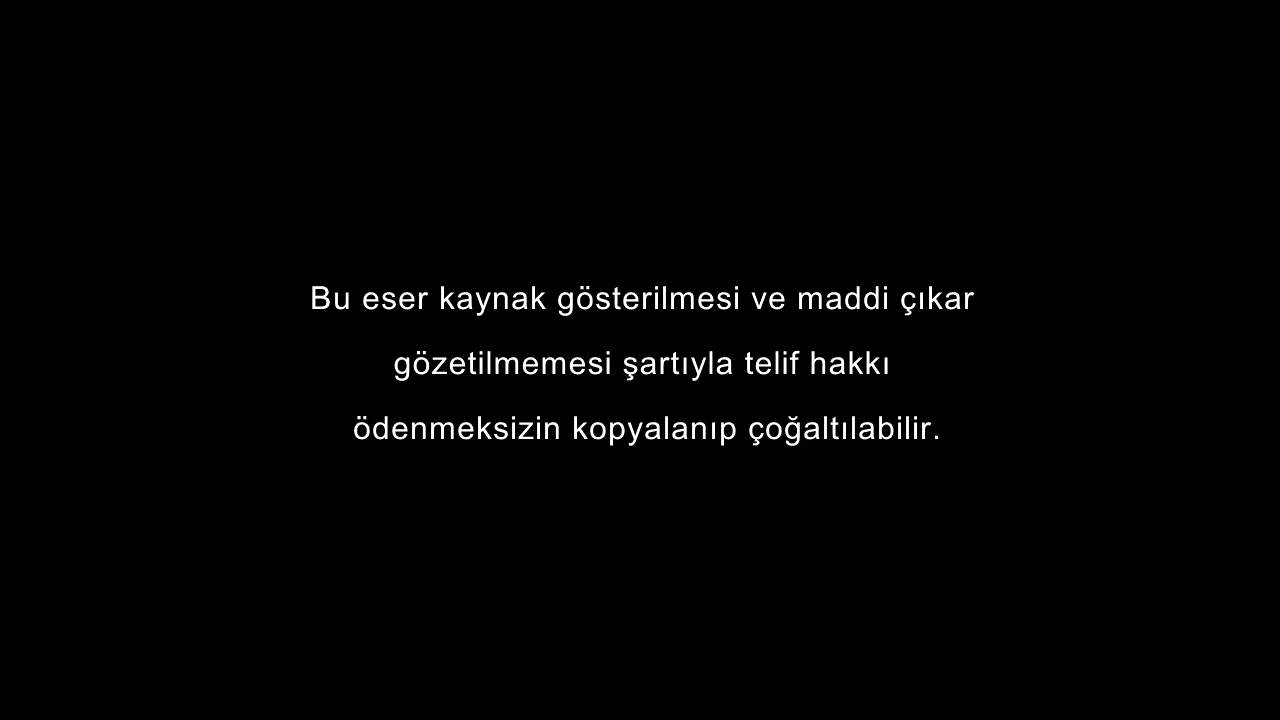 Bu eser kaynak gösterilmesi ve maddi çıkar
gözetilmemesi şartıyla telif hakkı
ödenmeksizin kopyalanıp çoğaltılabilir.